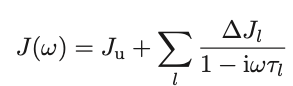 J(ω) = J_u + ∑_l ΔJ_l / (1 − iωτ_l)